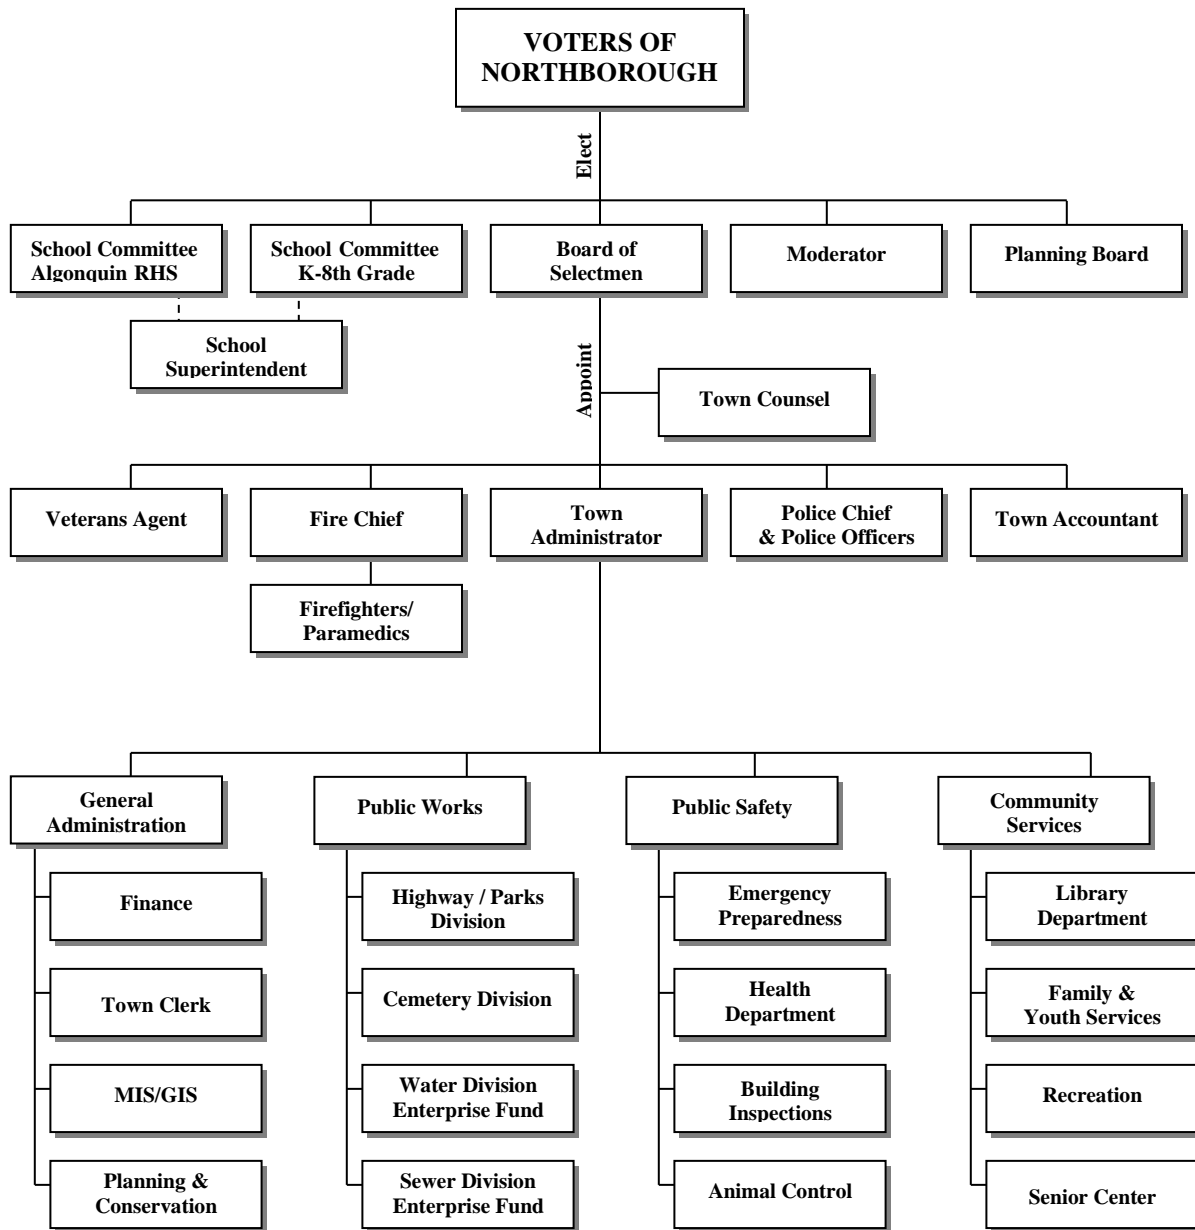 VOTERS OF
NORTHBOROUGH
Elect
School Committee
Algonquin RHS
School Committee
K-8th Grade
Board of
Selectmen
Moderator
Planning Board
School
Superintendent
Appoint
Town Counsel
Veterans Agent
Fire Chief
Town
Administrator
Police Chief
& Police Officers
Town Accountant
Firefighters/
Paramedics
General
Administration
Public Works
Public Safety
Community
Services
Finance
Highway / Parks
Division
Emergency
Preparedness
Library
Department
Town Clerk
Cemetery Division
Health
Department
Family &
Youth Services
MIS/GIS
Water Division
Enterprise Fund
Building
Inspections
Recreation
Planning &
Conservation
Sewer Division
Enterprise Fund
Animal Control
Senior Center